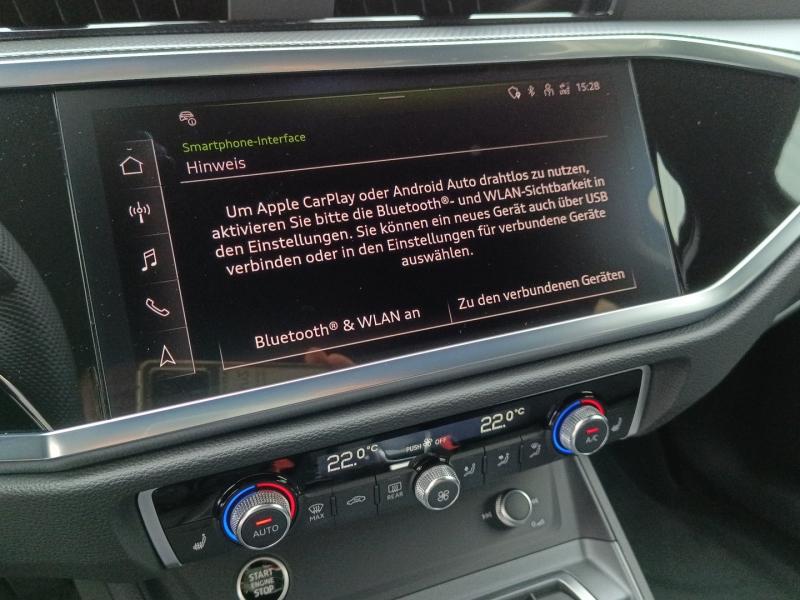 15:28
Smartphone-Interface
Hinweis
Um Apple CarPlay oder Android Auto drahtlos zu nutzen,
aktivieren Sie bitte die Bluetooth®- und WLAN-Sichtbarkeit in
den Einstellungen. Sie können ein neues Gerät auch über USB
verbinden oder in den Einstellungen für verbundene Geräte
auswählen.
Bluetooth® & WLAN an
Zu den verbundenen Geräten
22.0°C
PUSH OFF
22.0°C
AUTO
MAX
REAR
A/C
START
ENGINE
STOP